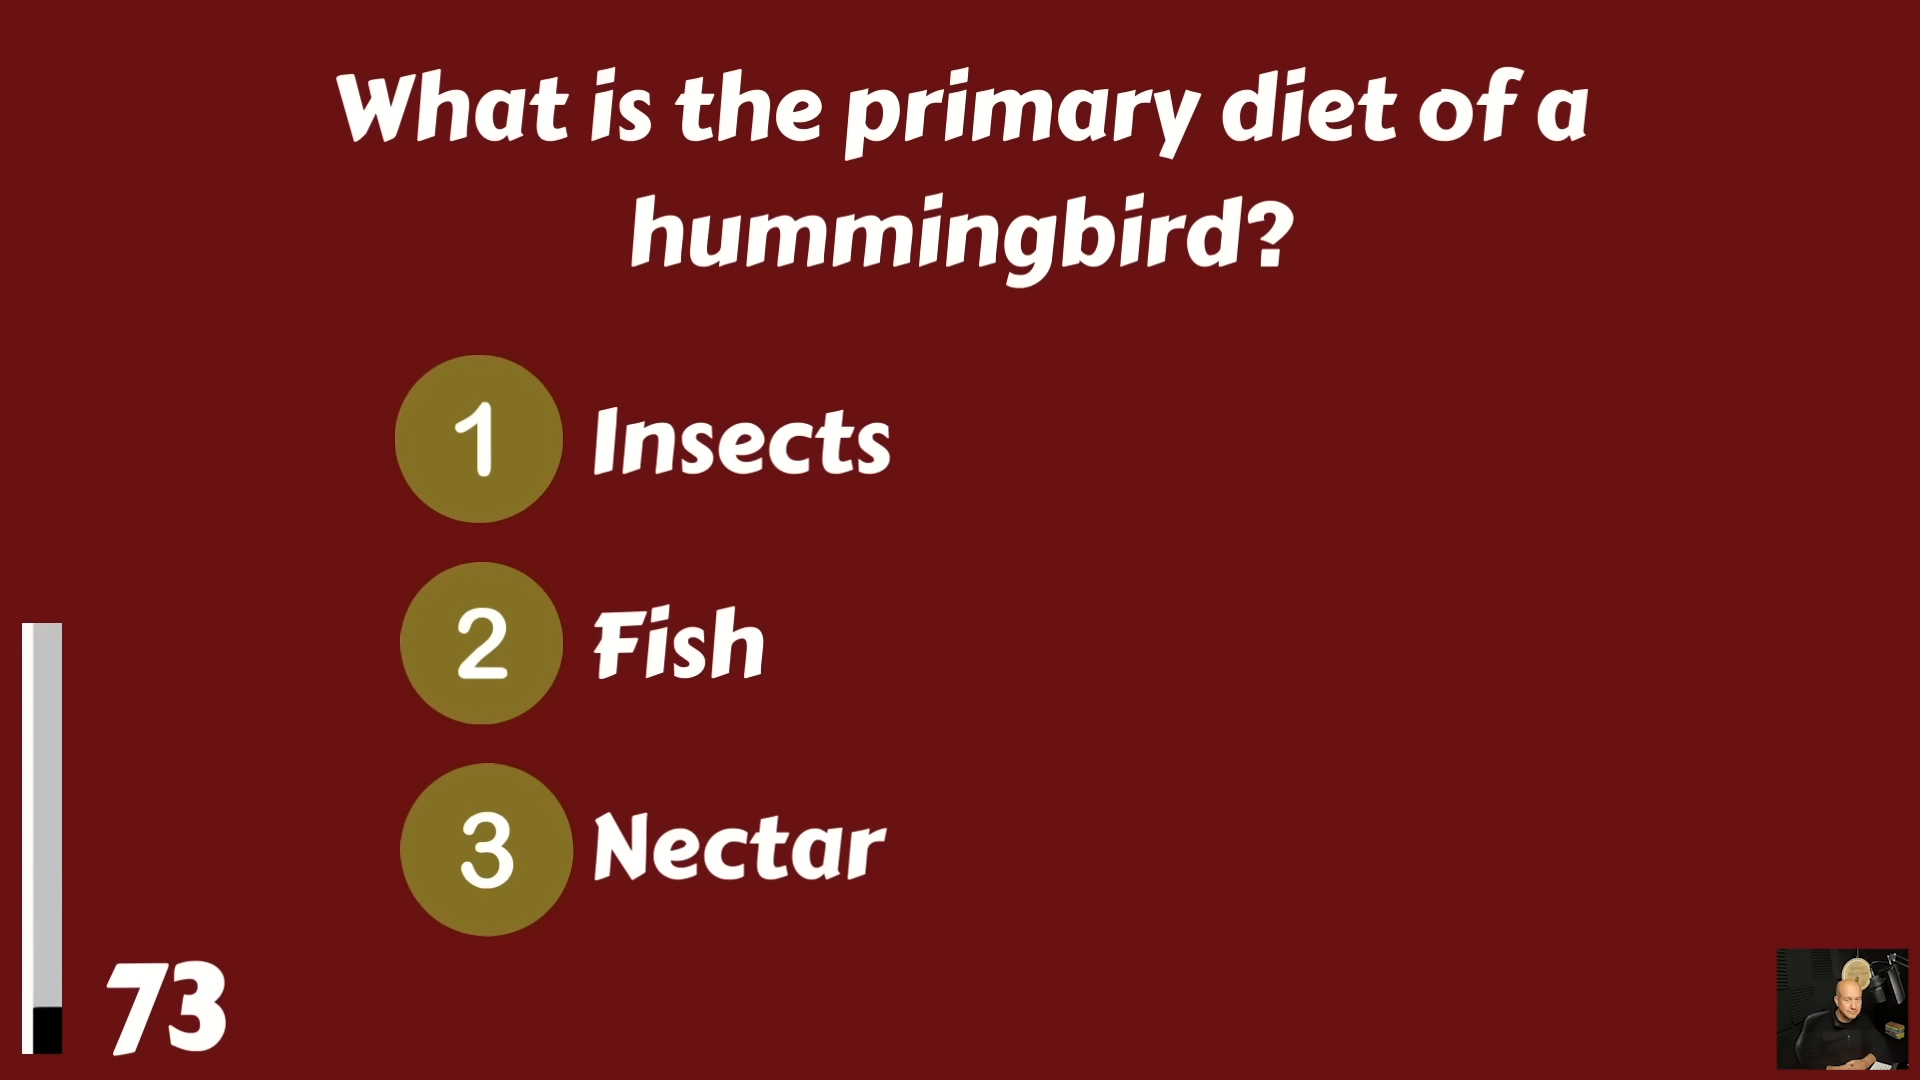 What is the primary diet of a
hummingbird?
1 Insects
2 Fish
3 Nectar
73